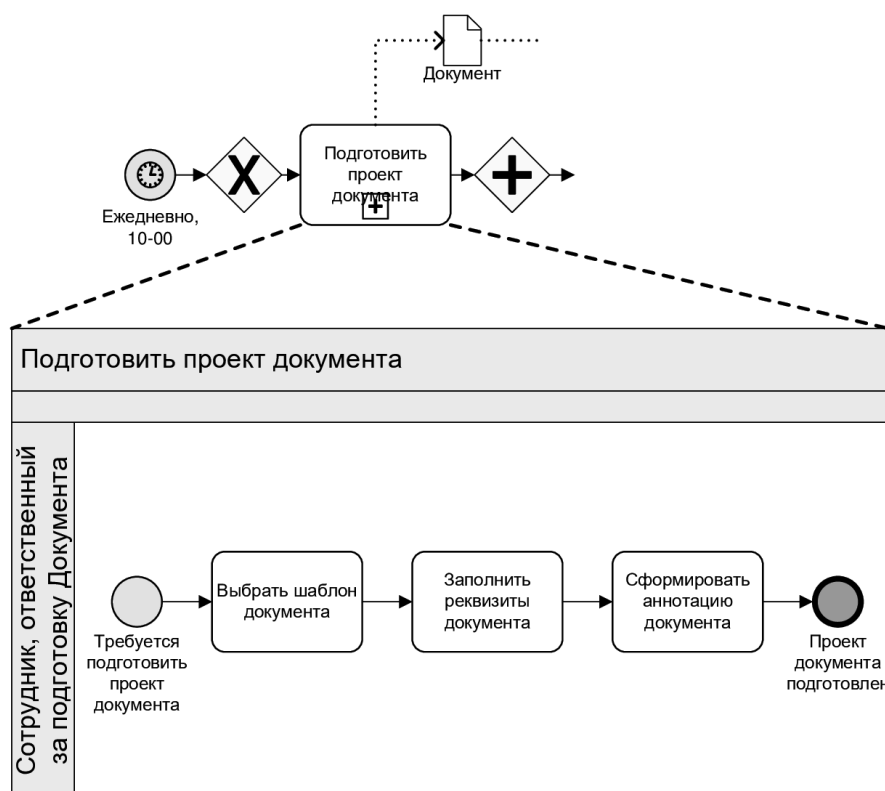 Документ
Подготовить
проект
документа
Ежедневно,
10-00
Подготовить проект документа
Сотрудник, ответственный
за подготовку Документа
Выбрать шаблон
документа
Заполнить
реквизиты
документа
Сформировать
аннотацию
документа
Требуется
подготовить
проект
документа
Проект
документа
подготовлен